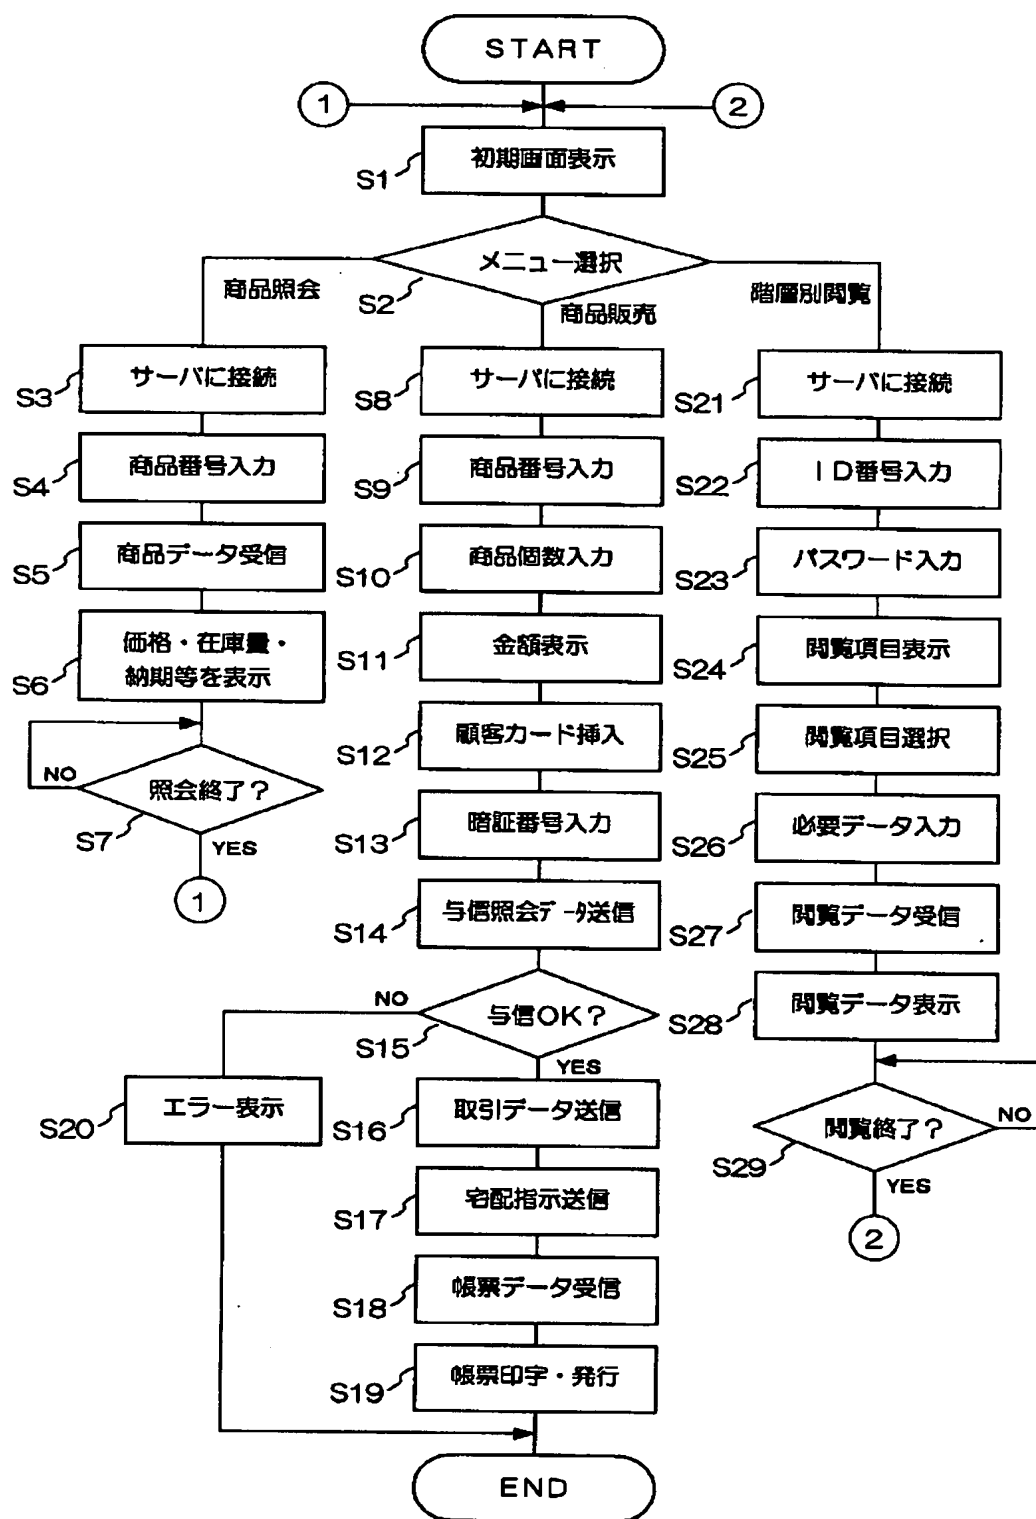 START
1
2
初期画面表示
S1
メニュー選択
S2
商品照会
商品販売
階層別閲覧
サーバに接続
S3
商品番号入力
S4
商品データ受信
S5
価格・在庫量・
納期等を表示
S6
NO
照会終了?
S7
YES
1
サーバに接続
S8
商品番号入力
S9
商品個数入力
S10
金額表示
S11
顧客カード挿入
S12
暗証番号入力
S13
与信照会データ送信
S14
NO
与信OK?
S15
YES
エラー表示
S20
取引データ送信
S16
宅配指示送信
S17
帳票データ受信
S18
帳票印字・発行
S19
END
サーバに接続
S21
ID番号入力
S22
パスワード入力
S23
閲覧項目表示
S24
閲覧項目選択
S25
必要データ入力
S26
閲覧データ受信
S27
閲覧データ表示
S28
閲覧終了?
NO
S29
YES
2